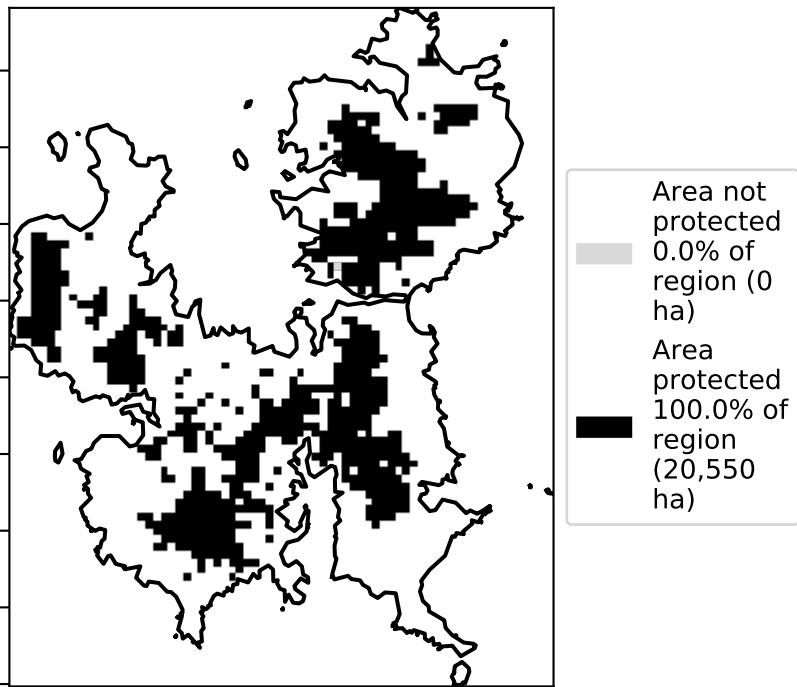 Area not
protected
0.0% of
region (0
ha)
Area
protected
100.0% of
region
(20,550
ha)